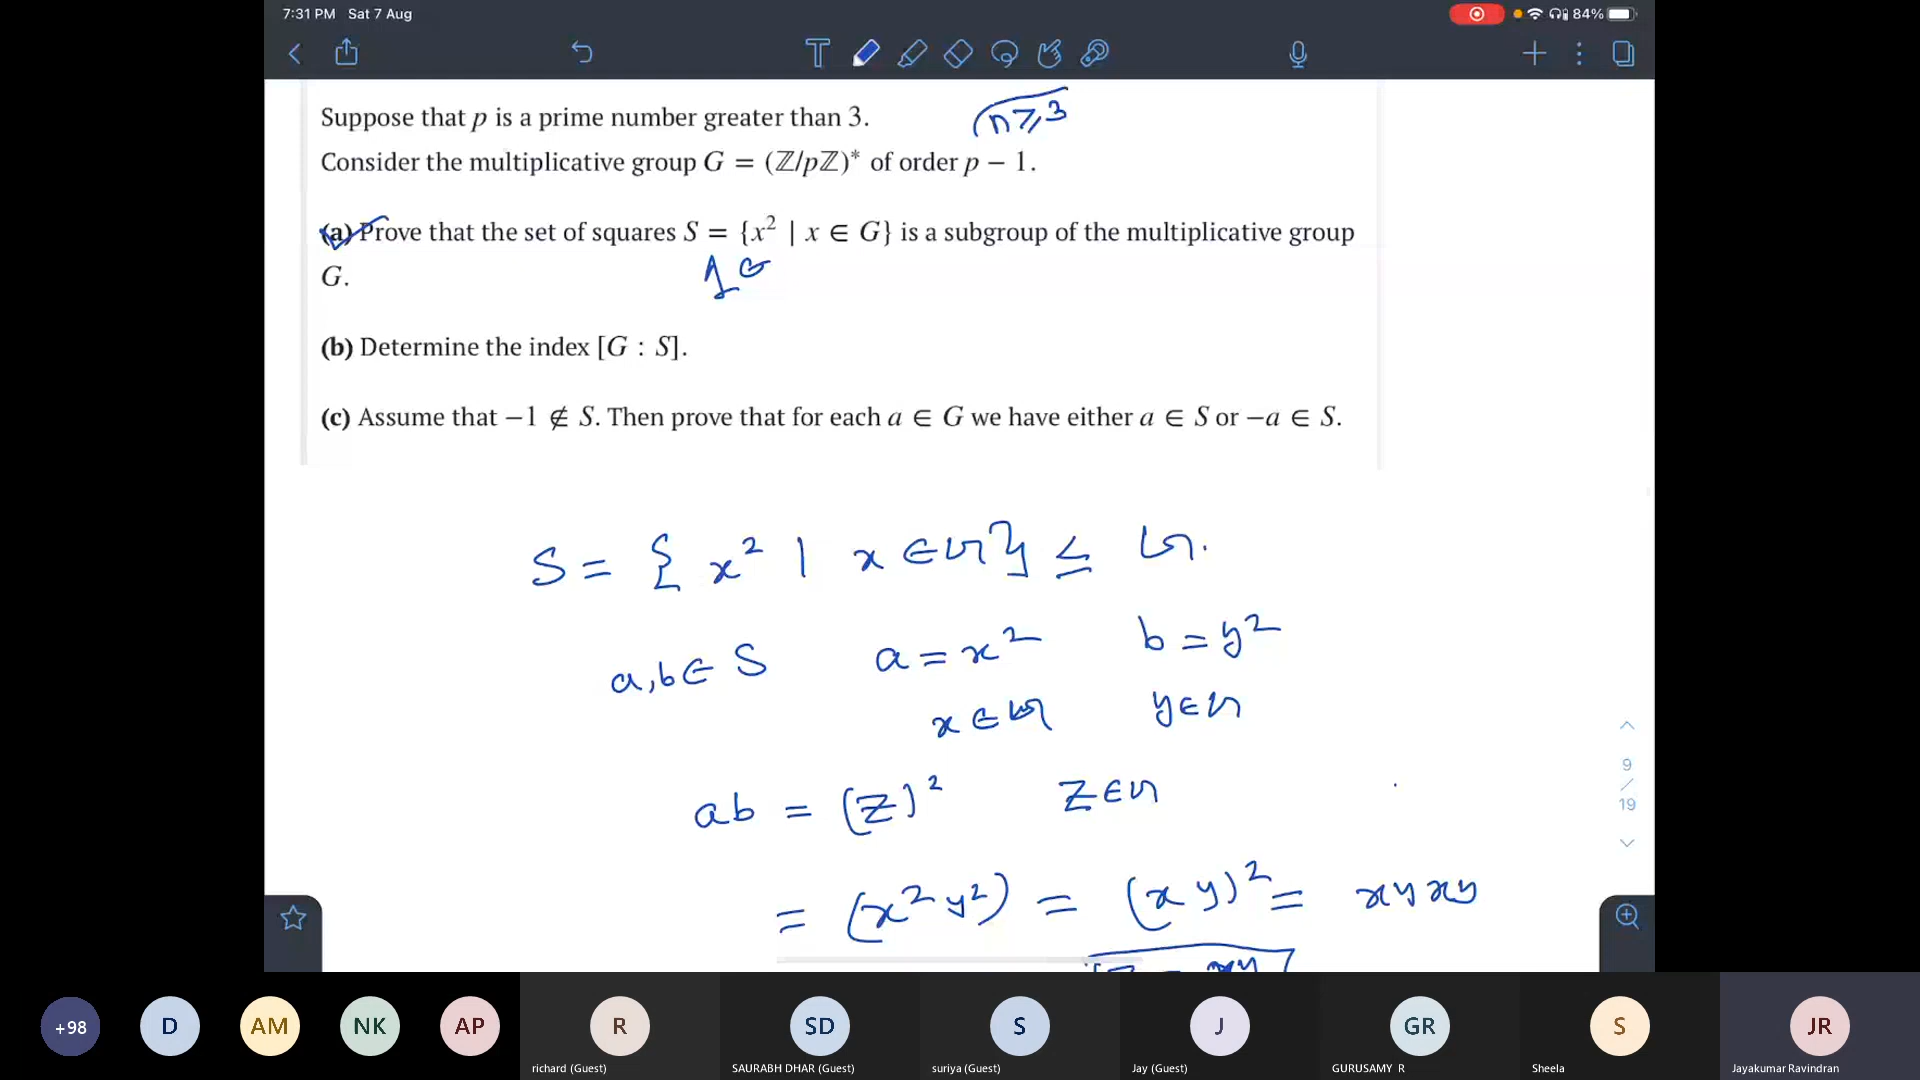 7:31 PM Sat 7 Aug
84%
Suppose that p is a prime number greater than 3.
n ⩾ 3
Consider the multiplicative group G = (ℤ/pℤ)* of order p − 1.
(a) Prove that the set of squares S = {x² | x ∈ G} is a subgroup of the multiplicative group
G.
(b) Determine the index [G : S].
(c) Assume that −1 ∉ S. Then prove that for each a ∈ G we have either a ∈ S or −a ∈ S.
S = { x² | x ∈ G } ≤ G.
a, b ∈ S a = x² b = y²
x ∈ G y ∈ G
ab = (z)² z ∈ G
= (x² y²) = (xy)² = xyxy
9
/
19
+98 D AM NK AP R SD S J GR S JR
richard (Guest) SAURABH DHAR (Guest) suriya (Guest) Jay (Guest) GURUSAMY R Sheela Jayakumar Ravindran